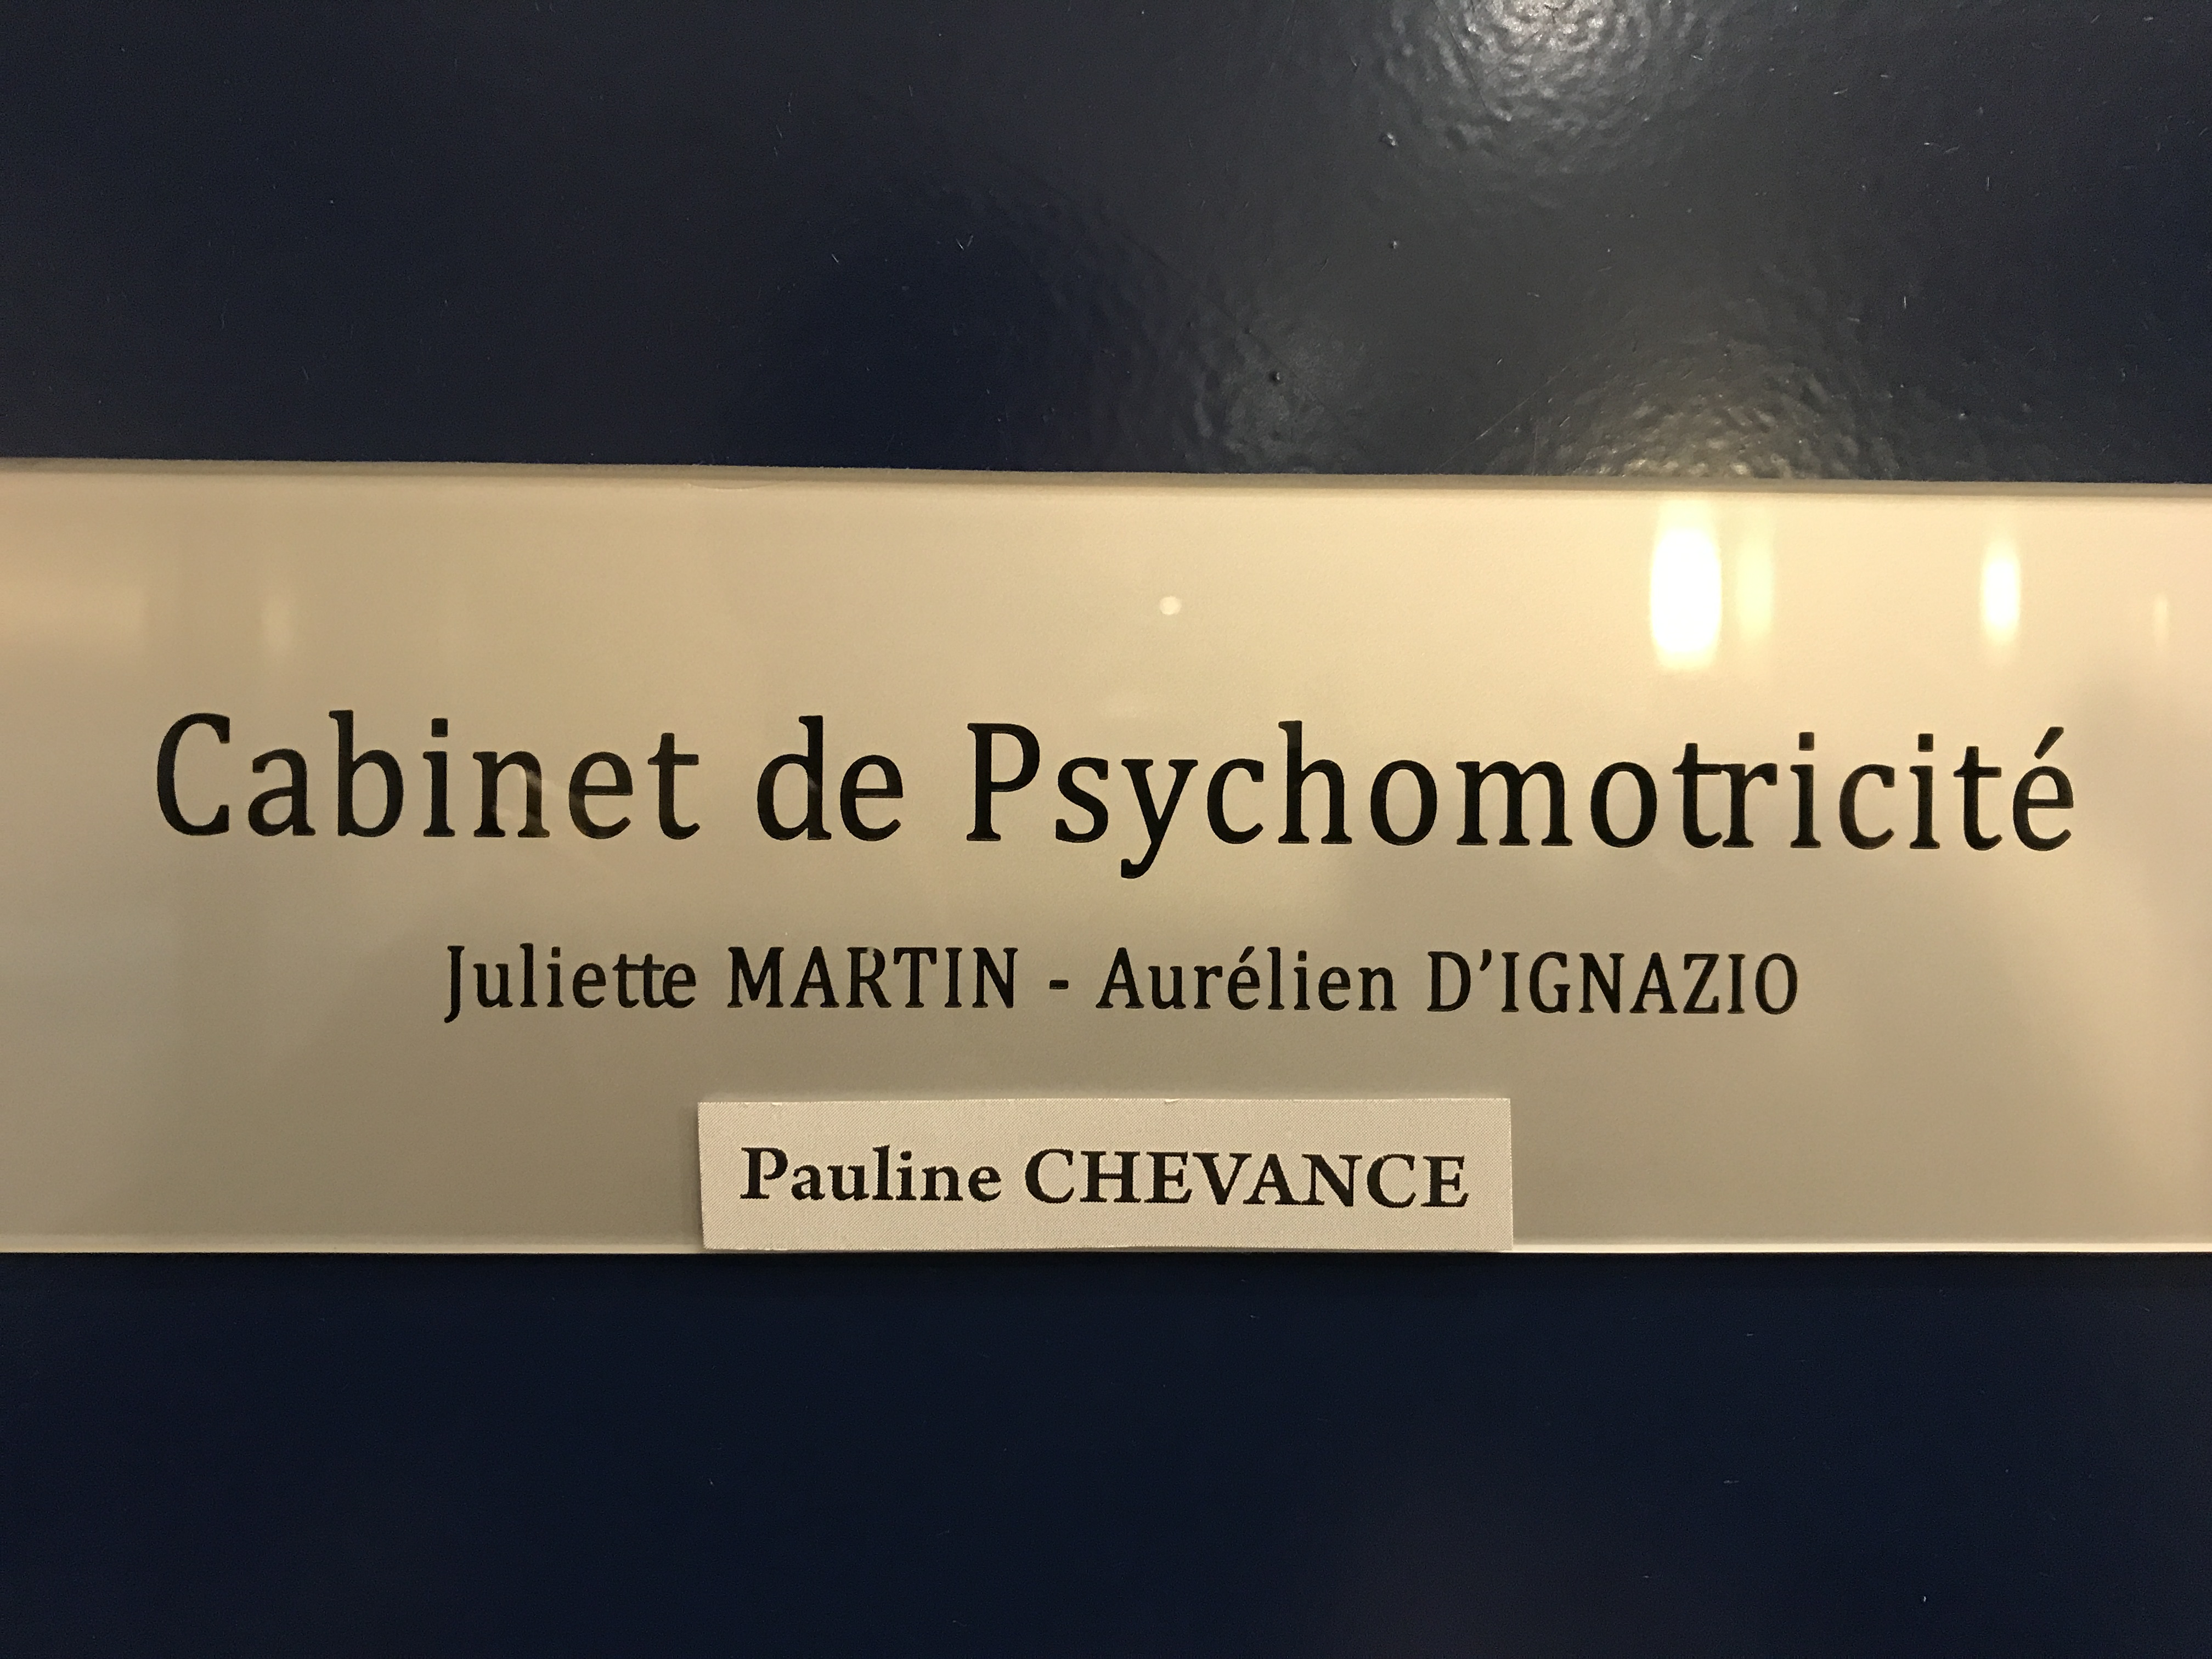 Cabinet de Psychomotricité
Juliette MARTIN - Aurélien D’IGNAZIO
Pauline CHEVANCE